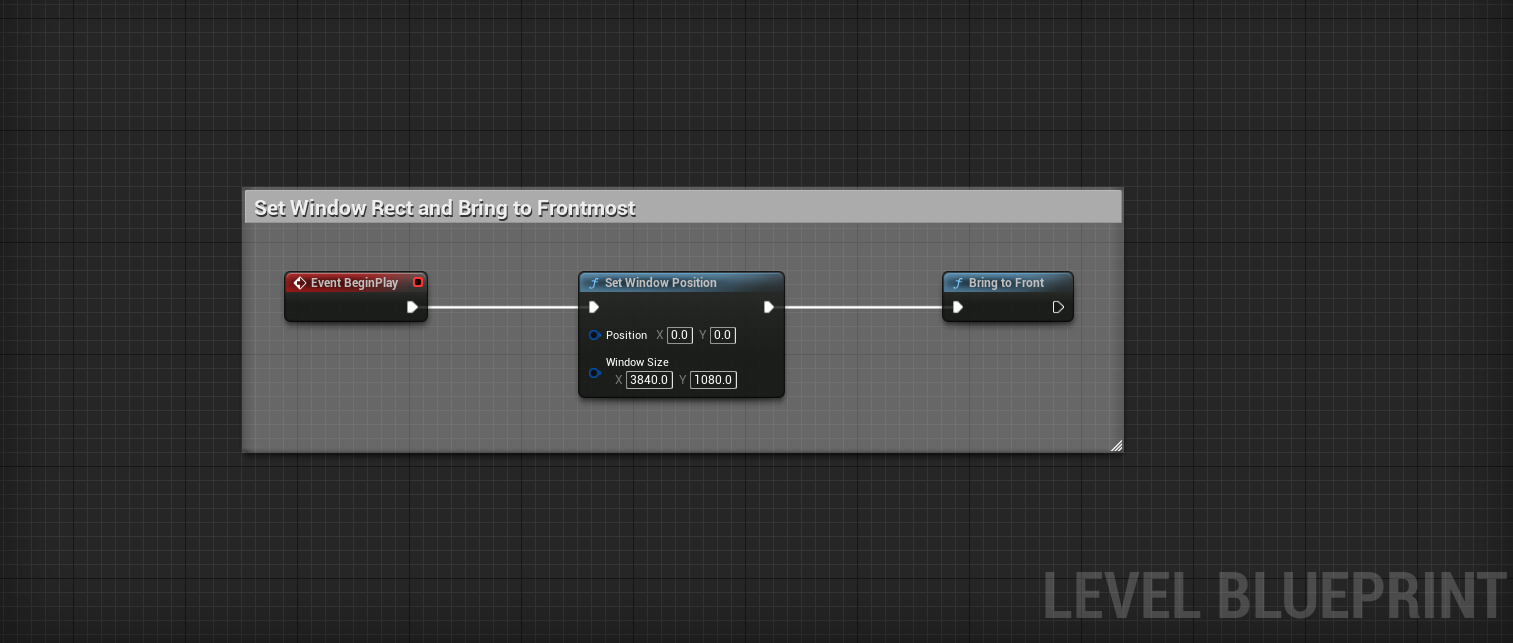 Set Window Rect and Bring to Frontmost
Event BeginPlay
Set Window Position
Position X 0.0 Y 0.0
Window Size
X 3840.0 Y 1080.0
Bring to Front
LEVEL BLUEPRINT